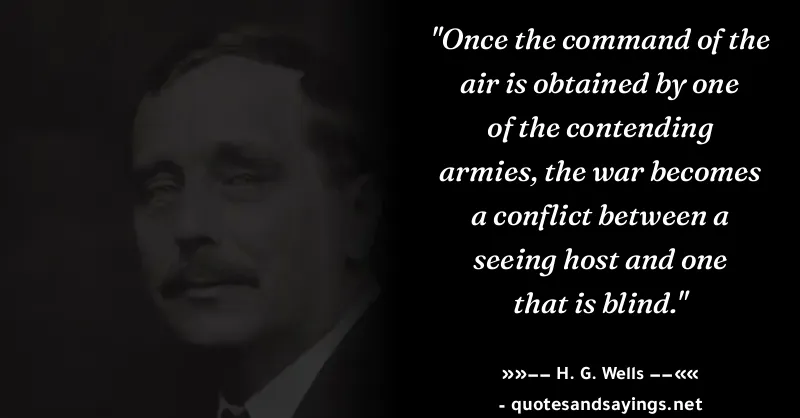 "Once the command of the
air is obtained by one
of the contending
armies, the war becomes
a conflict between a
seeing host and one
that is blind."
»»−− H. G. Wells −−««
- quotesandsayings.net